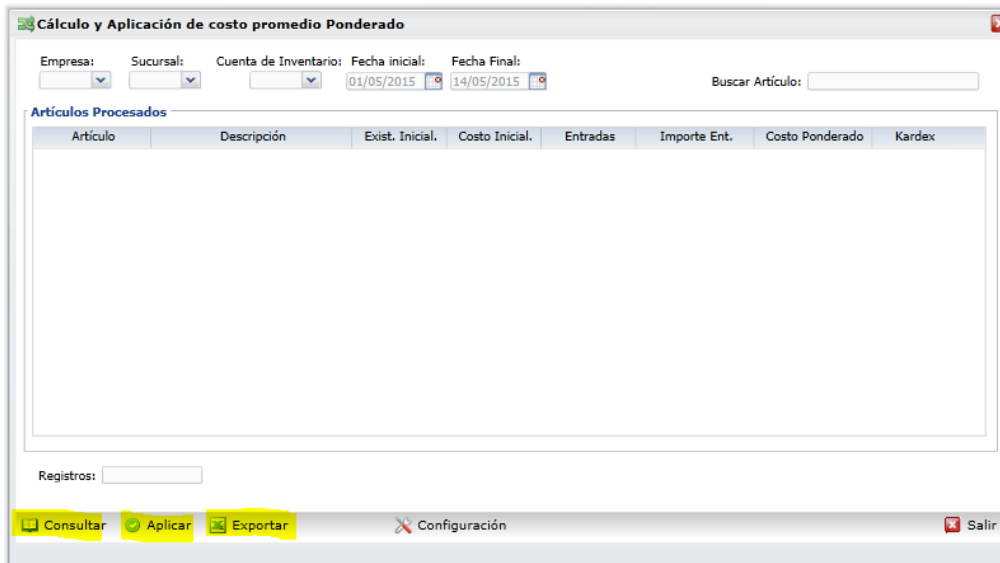 Cálculo y Aplicación de costo promedio Ponderado
Empresa: Sucursal: Cuenta de Inventario: Fecha inicial: Fecha Final:
01/05/2015 14/05/2015 Buscar Artículo:
Artículos Procesados
Artículo Descripción Exist. Inicial. Costo Inicial. Entradas Importe Ent. Costo Ponderado Kardex
Registros:
Consultar Aplicar Exportar Configuración Salir